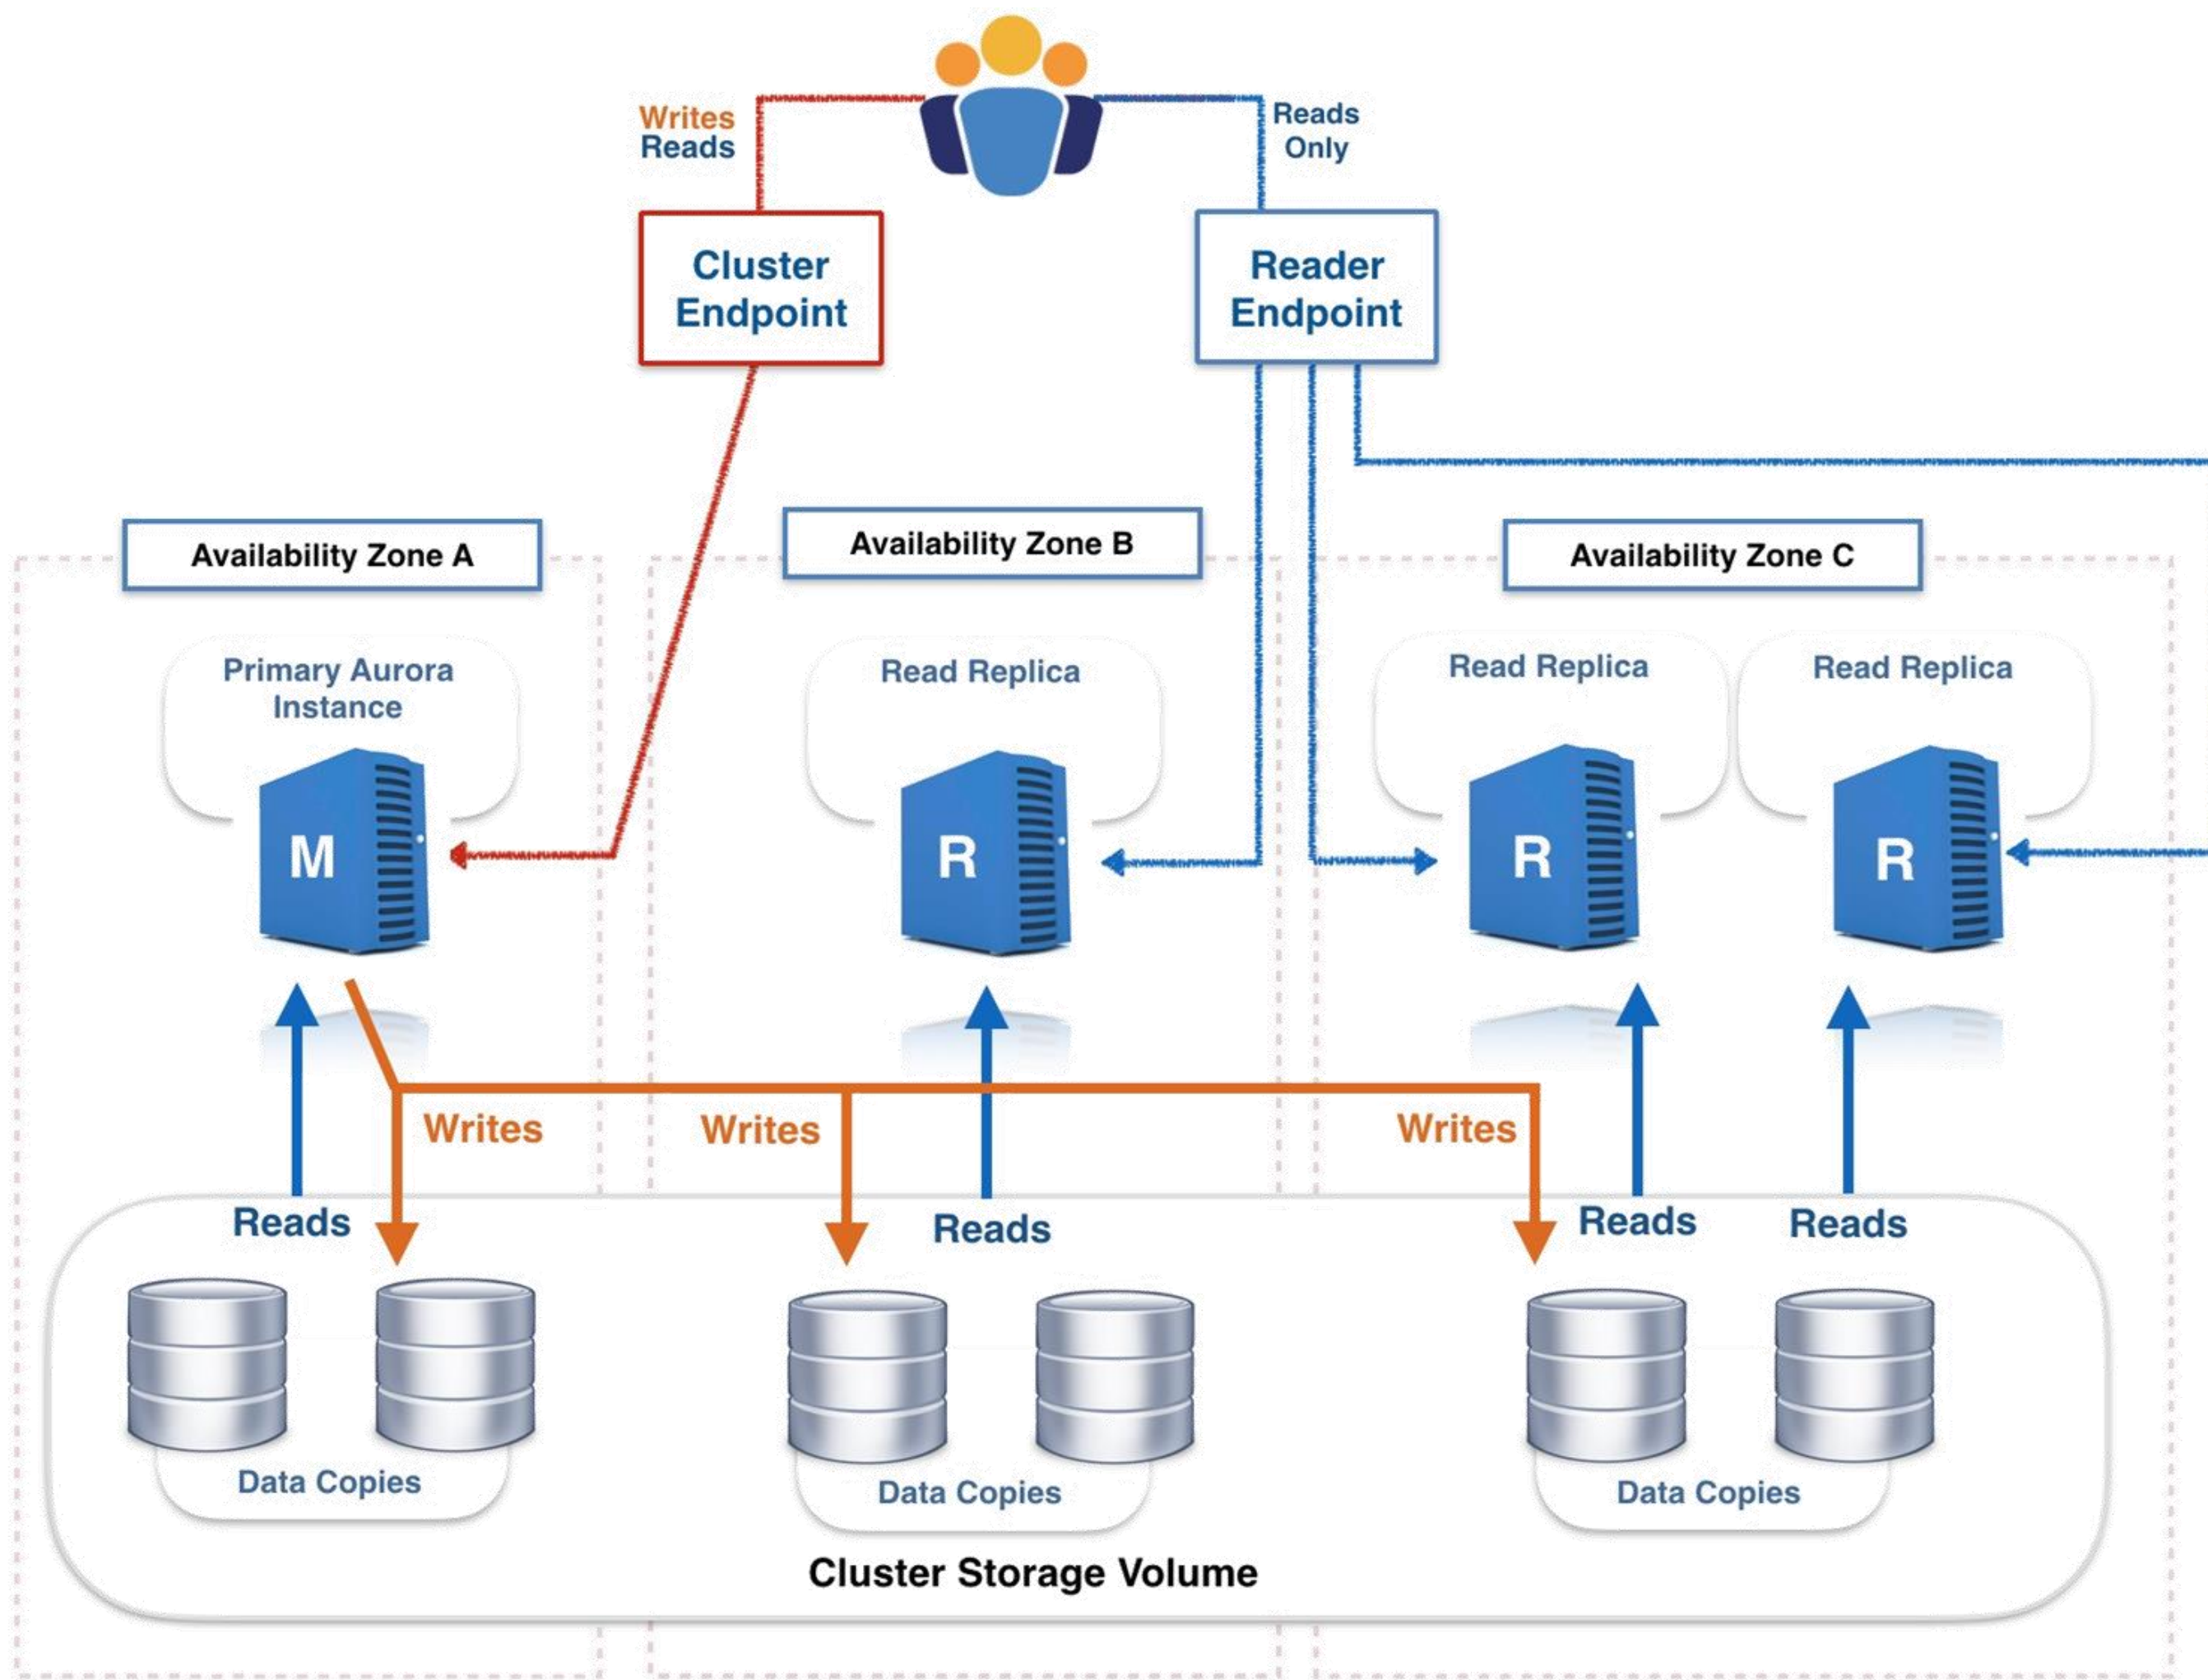 Writes
Reads
Reads
Only
Cluster
Endpoint
Reader
Endpoint
Availability Zone A
Availability Zone B
Availability Zone C
Primary Aurora
Instance
Read Replica
Read Replica
Read Replica
M
R
R
R
Writes
Writes
Writes
Reads
Reads
Reads
Reads
Data Copies
Data Copies
Data Copies
Cluster Storage Volume